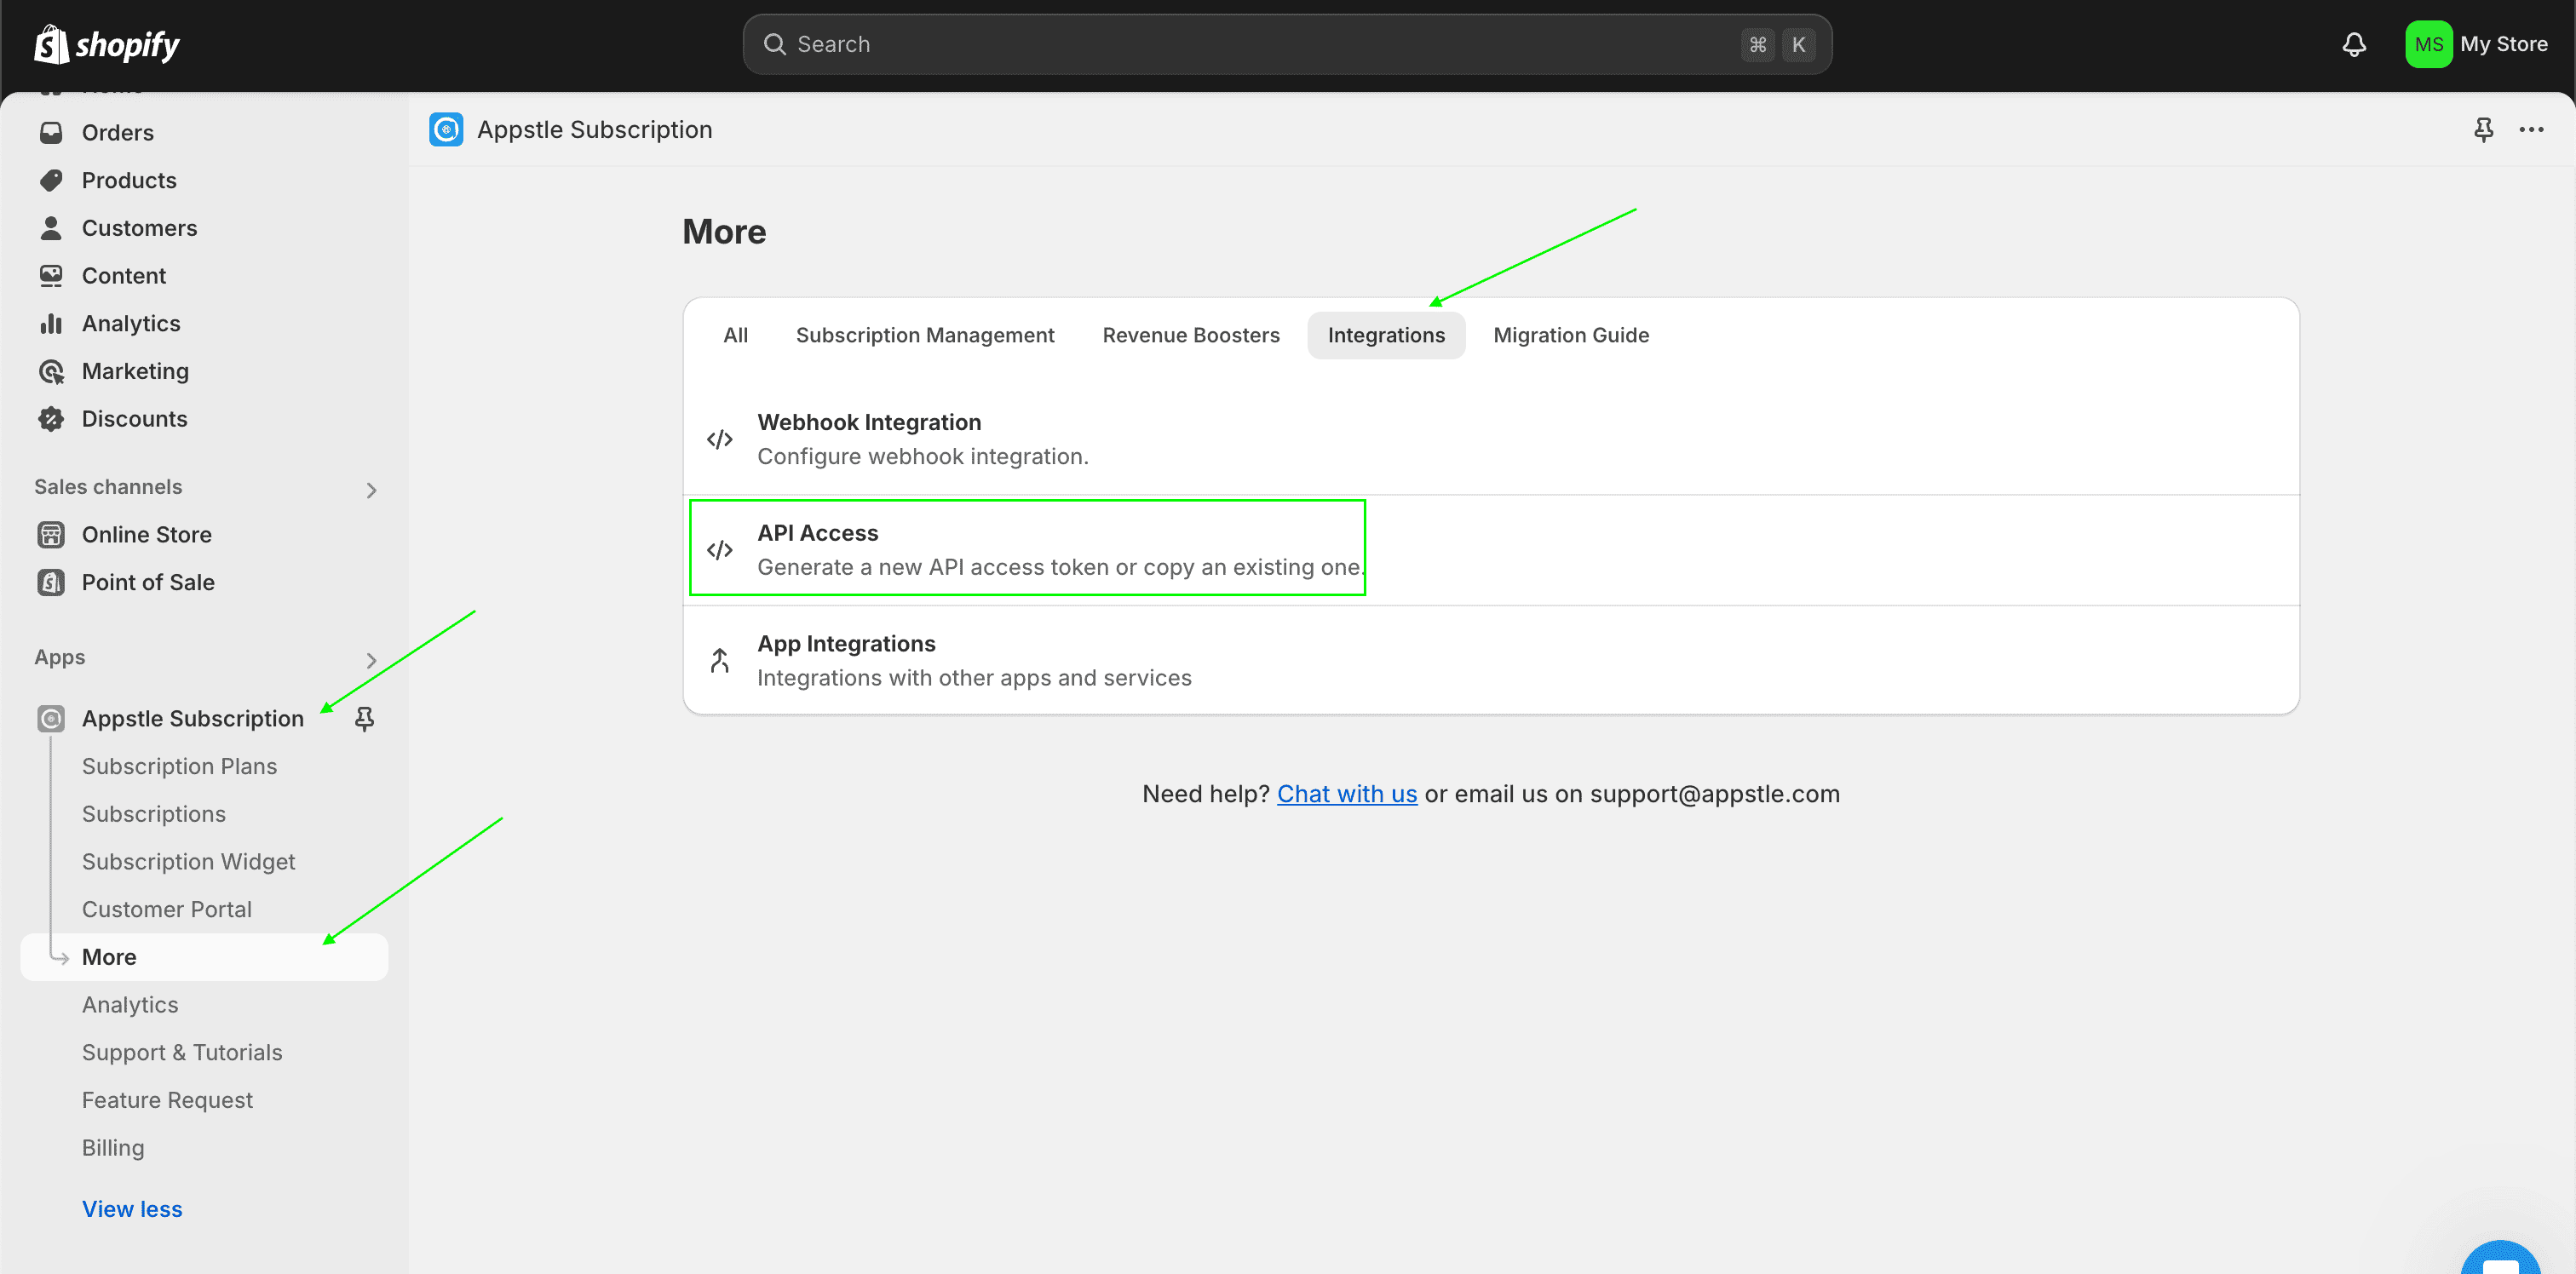 shopify
Search
⌘ K
MS My Store
Orders
Products
Customers
Content
Analytics
Marketing
Discounts
Sales channels
Online Store
Point of Sale
Apps
Appstle Subscription
Subscription Plans
Subscriptions
Subscription Widget
Customer Portal
More
Analytics
Support & Tutorials
Feature Request
Billing
View less
Appstle Subscription
More
All Subscription Management Revenue Boosters Integrations Migration Guide
Webhook Integration
Configure webhook integration.
API Access
Generate a new API access token or copy an existing one.
App Integrations
Integrations with other apps and services
Need help? Chat with us or email us on support@appstle.com